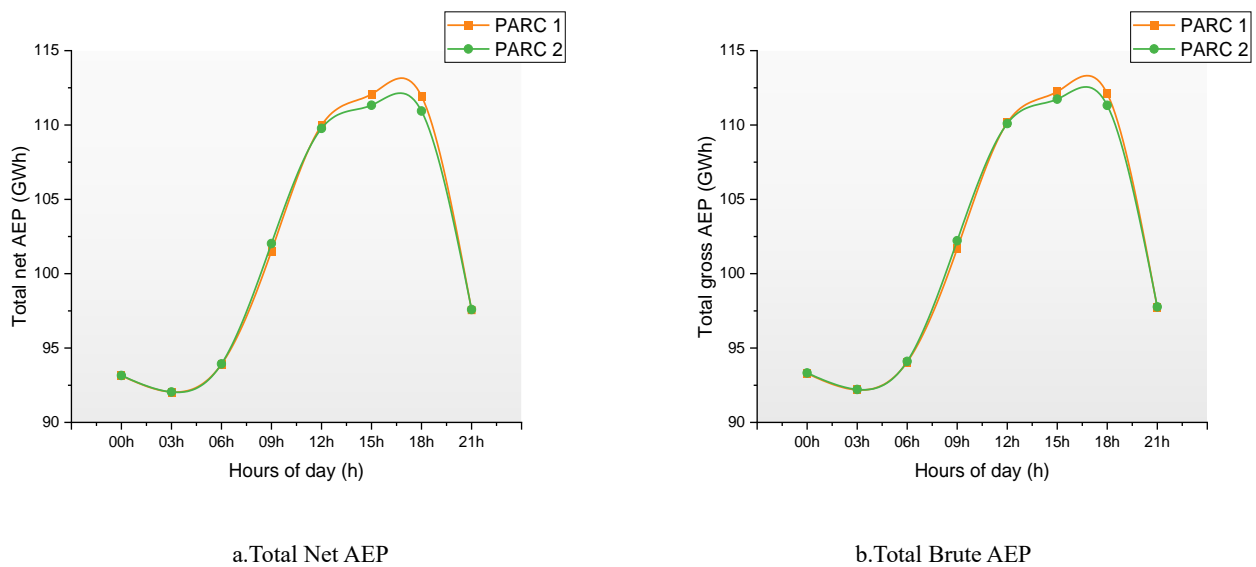 PARC 1
PARC 2
115
110
105
100
95
90
Total net AEP (GWh)
00h 03h 06h 09h 12h 15h 18h 21h
Hours of day (h)
a.Total Net AEP
PARC 1
PARC 2
115
110
105
100
95
90
Total gross AEP (GWh)
00h 03h 06h 09h 12h 15h 18h 21h
Hours of day (h)
b.Total Brute AEP